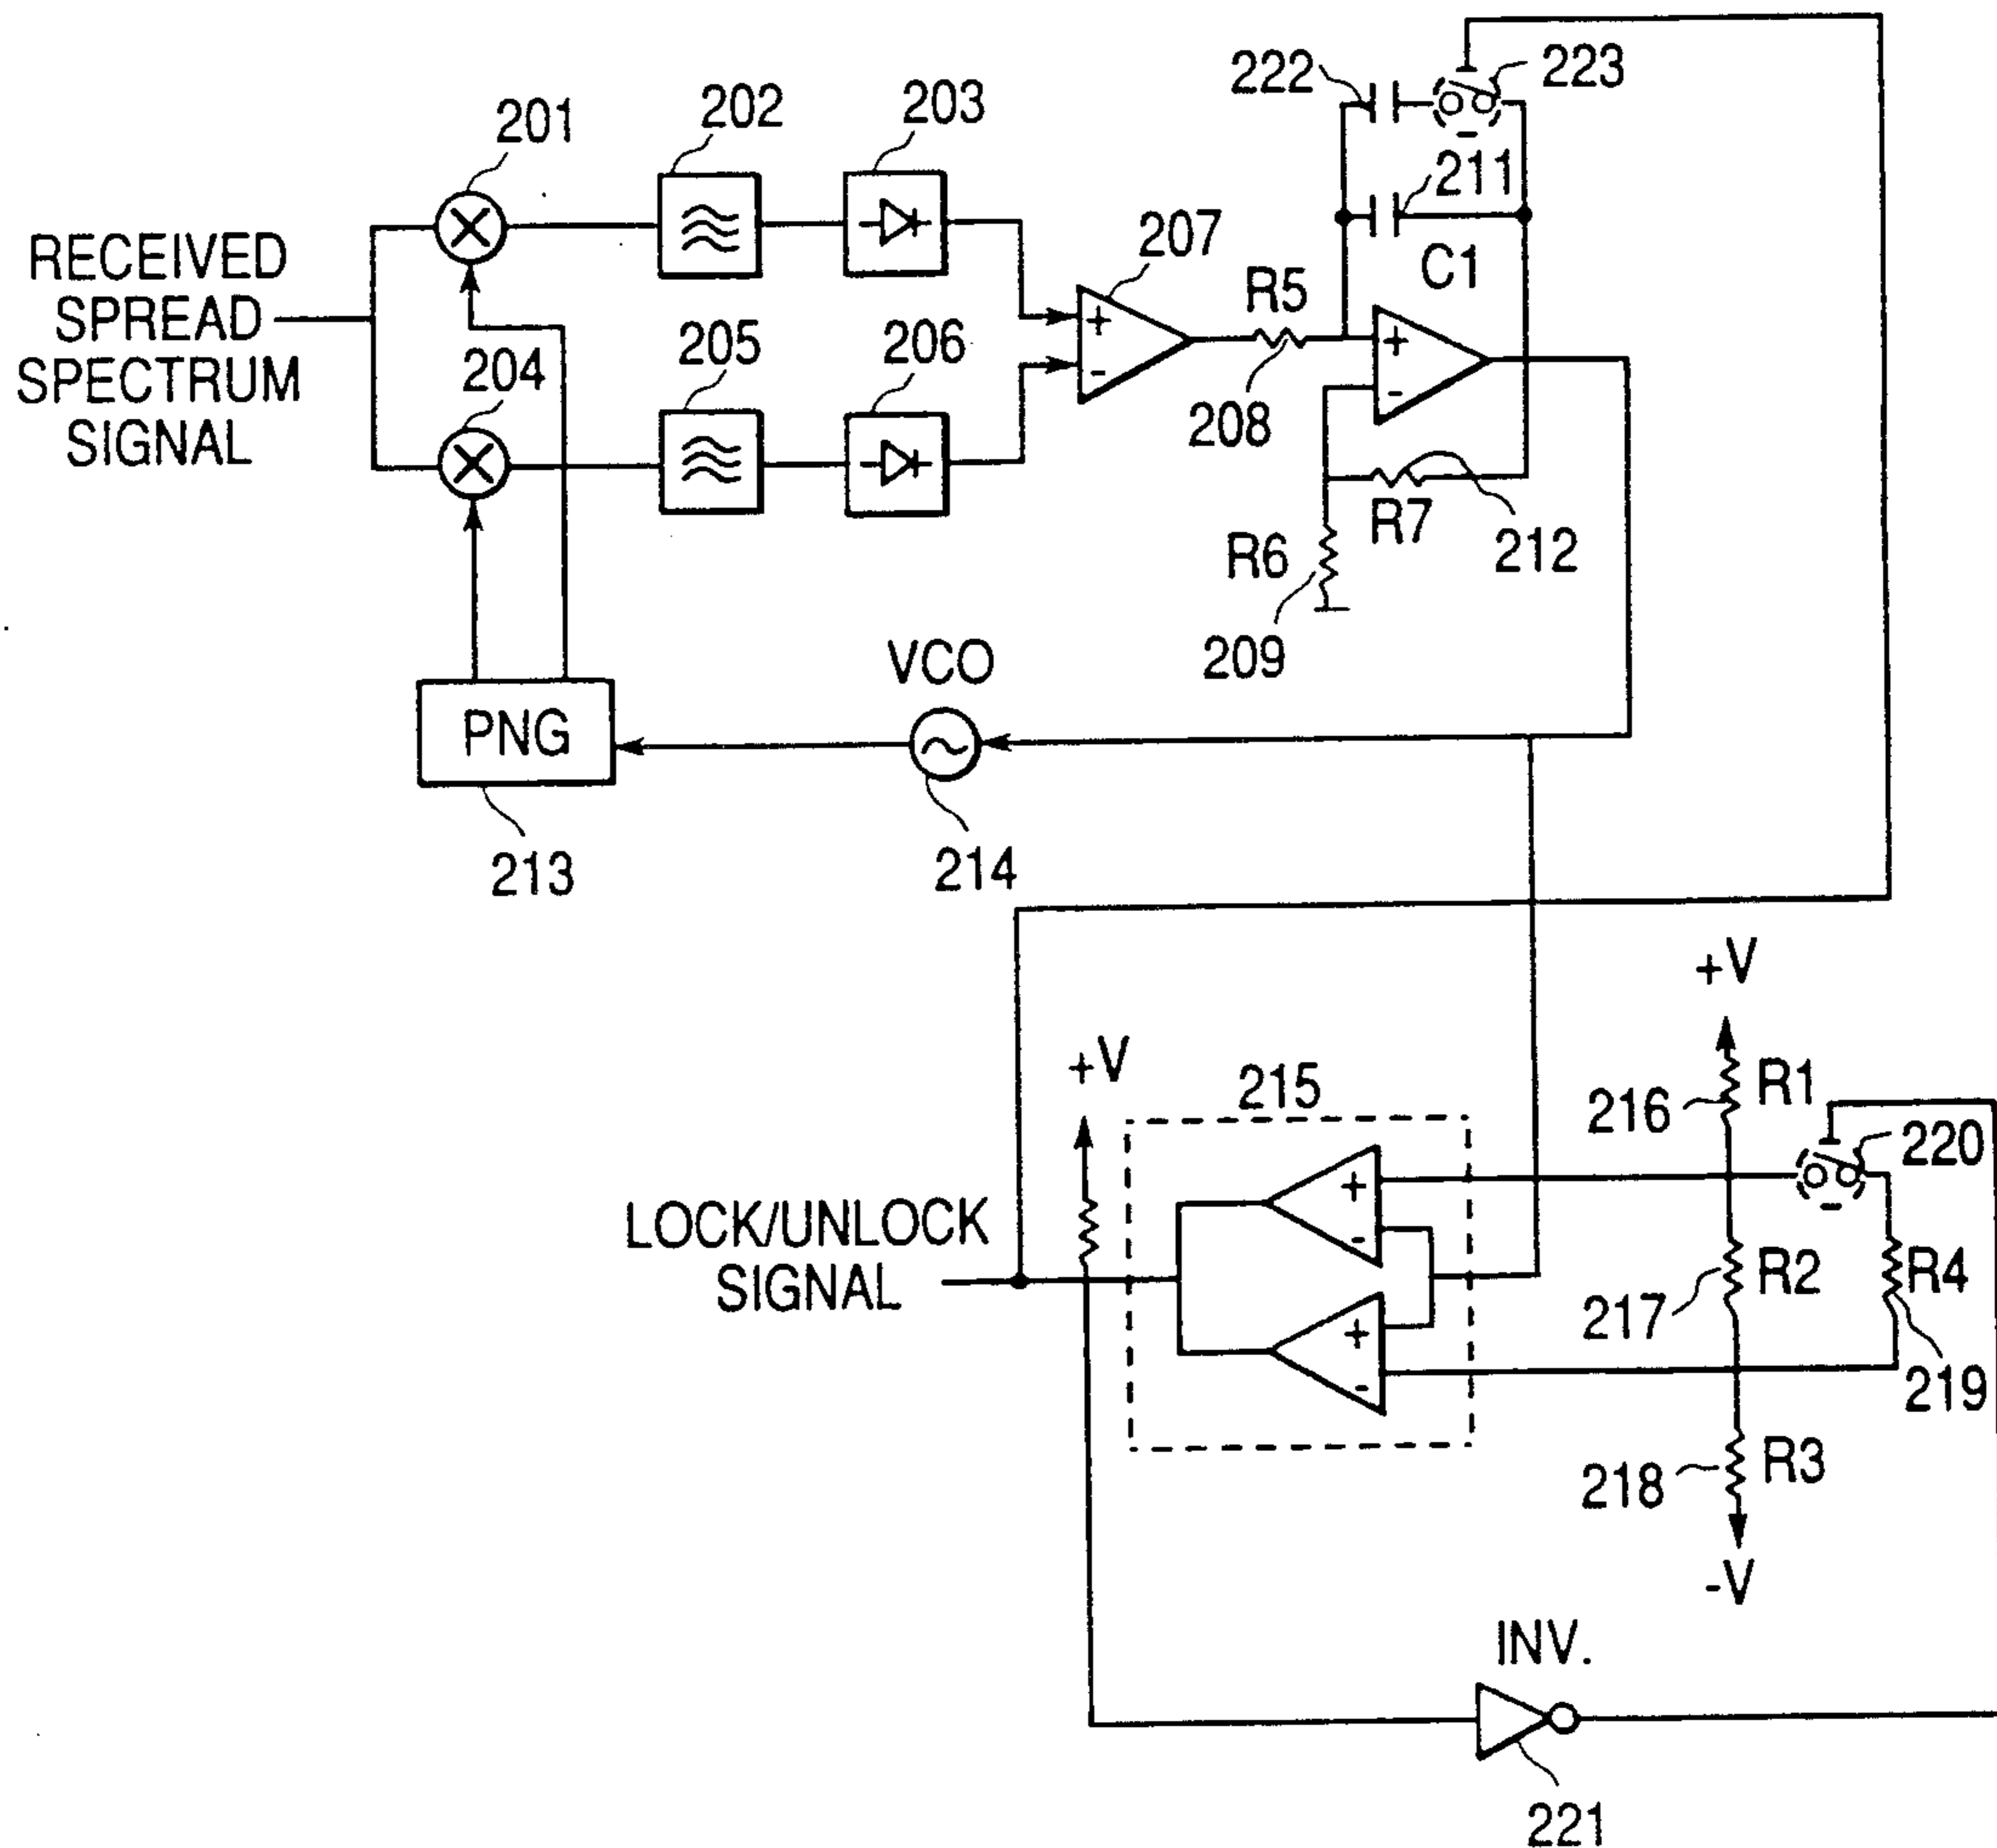 222
223
201
202
203
211
207
RECEIVED
SPREAD
SPECTRUM
SIGNAL
C1
R5
+
-
+
-
204
205
206
208
R7
212
R6
209
VCO
PNG
213
214
+V
+V
215
216
R1
220
LOCK/UNLOCK
SIGNAL
+
-
+
-
217
R2
R4
219
218
R3
-V
INV.
221